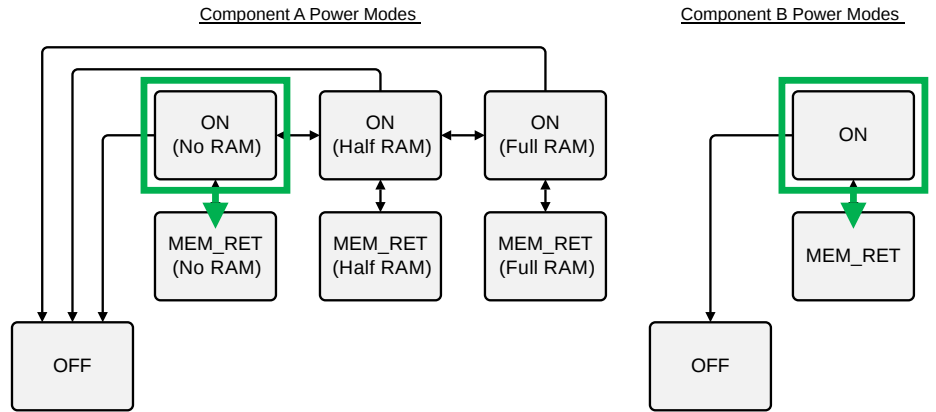 Component A Power Modes
Component B Power Modes
ON
(No RAM)
ON
(Half RAM)
ON
(Full RAM)
ON
MEM_RET
(No RAM)
MEM_RET
(Half RAM)
MEM_RET
(Full RAM)
MEM_RET
OFF
OFF